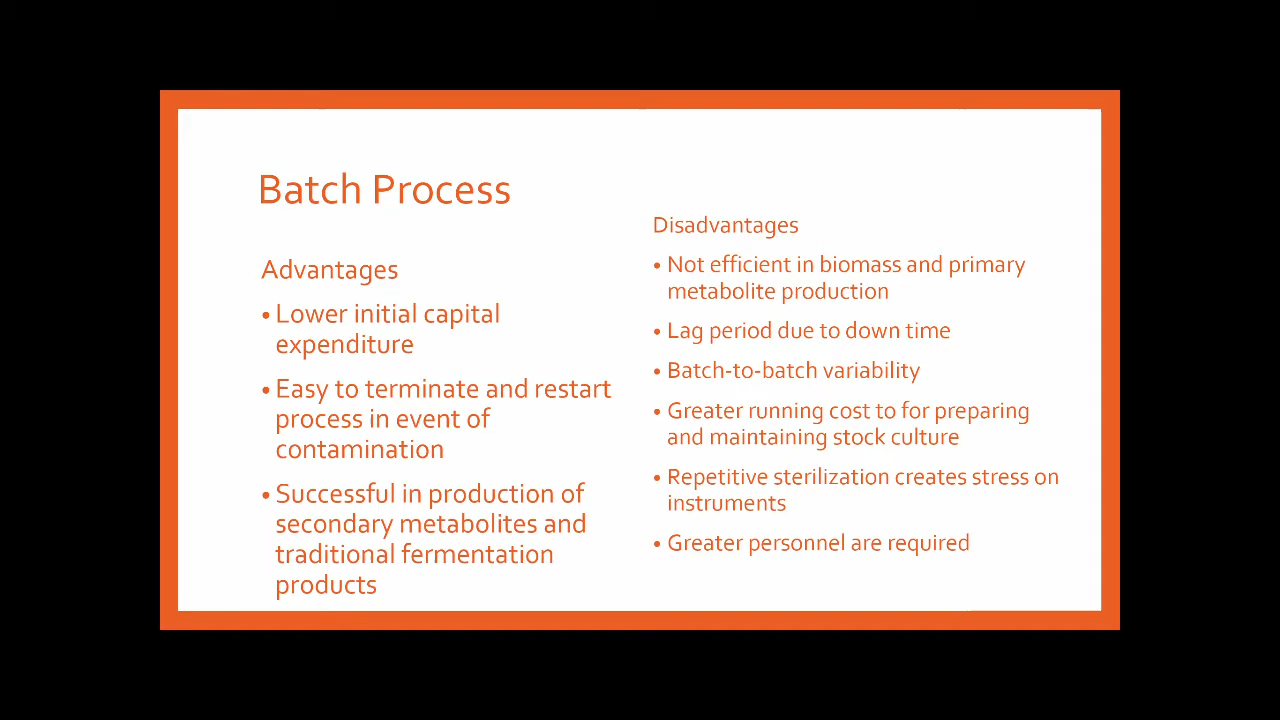 Batch Process
Advantages
• Lower initial capital
expenditure
• Easy to terminate and restart
process in event of
contamination
• Successful in production of
secondary metabolites and
traditional fermentation
products
Disadvantages
• Not efficient in biomass and primary
metabolite production
• Lag period due to down time
• Batch-to-batch variability
• Greater running cost to for preparing
and maintaining stock culture
• Repetitive sterilization creates stress on
instruments
• Greater personnel are required